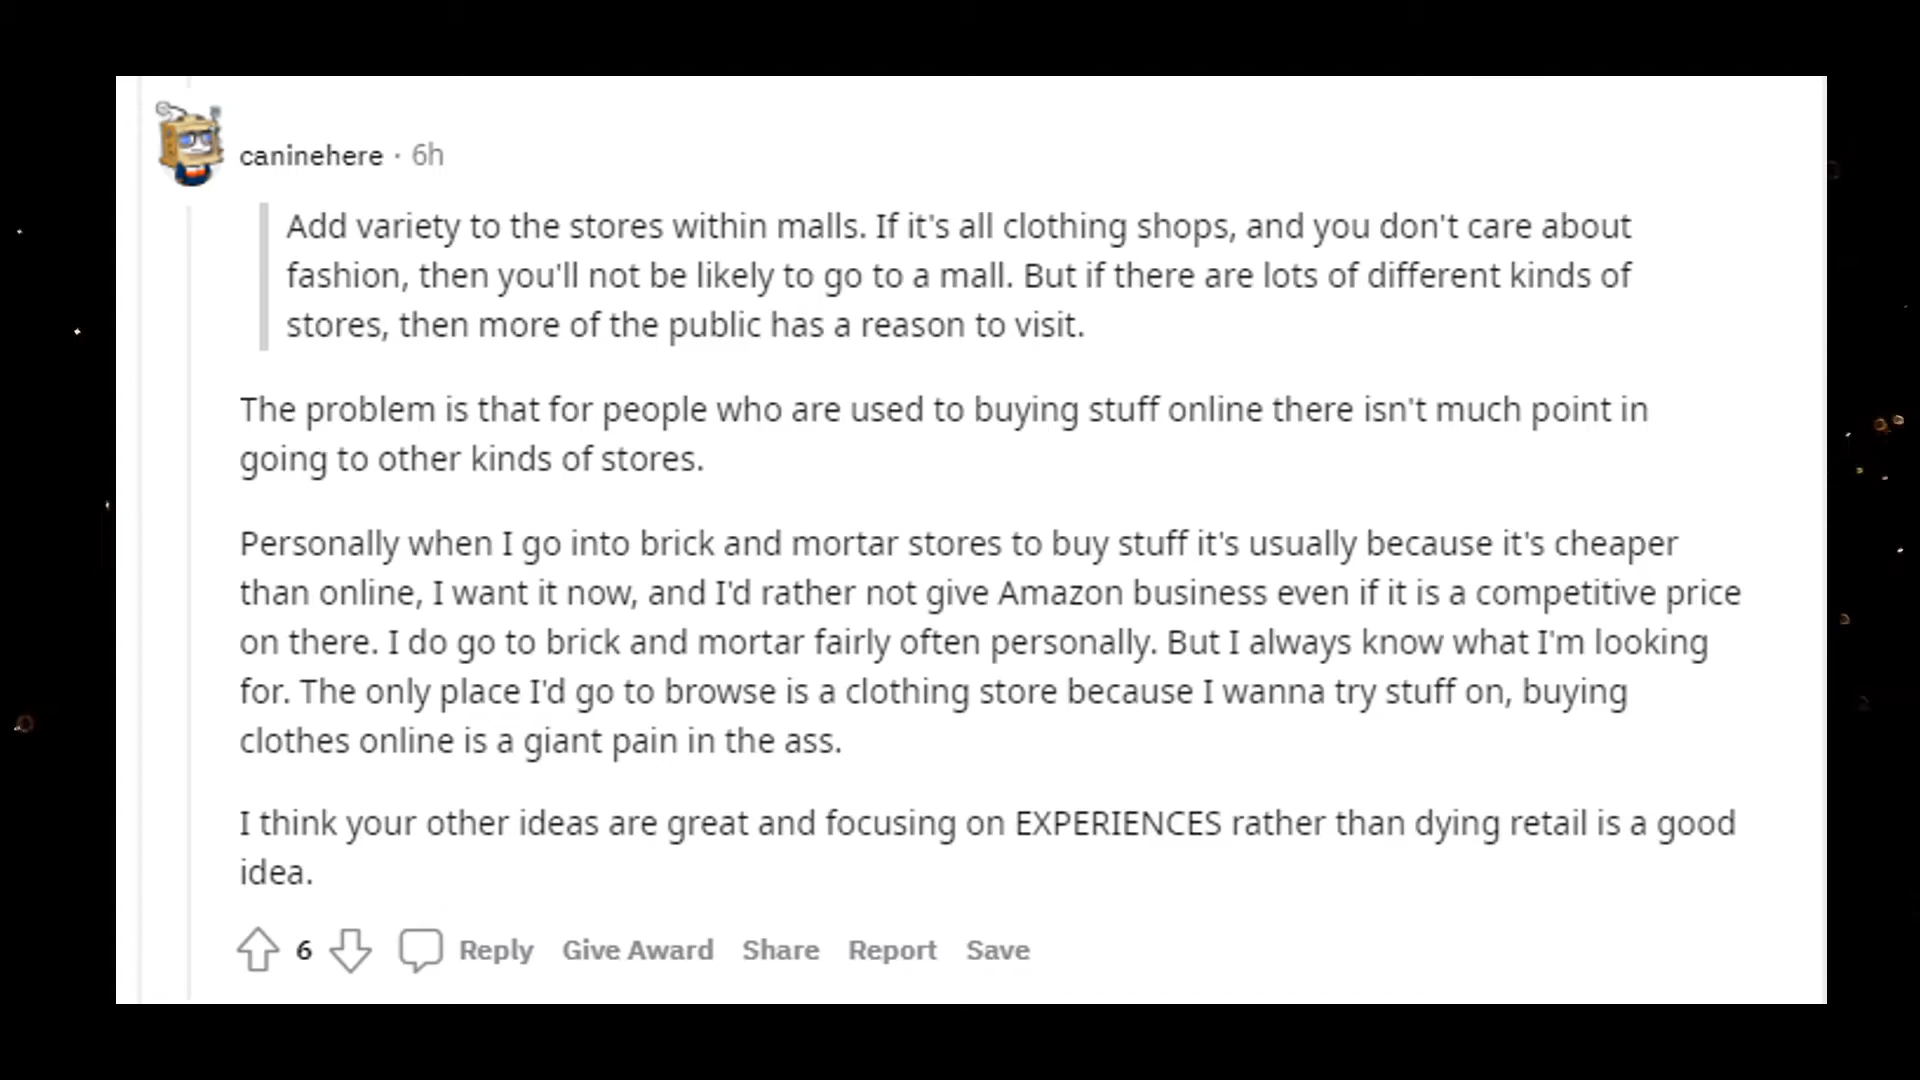 caninehere · 6h
Add variety to the stores within malls. If it's all clothing shops, and you don't care about
fashion, then you'll not be likely to go to a mall. But if there are lots of different kinds of
stores, then more of the public has a reason to visit.
The problem is that for people who are used to buying stuff online there isn't much point in
going to other kinds of stores.
Personally when I go into brick and mortar stores to buy stuff it's usually because it's cheaper
than online, I want it now, and I'd rather not give Amazon business even if it is a competitive price
on there. I do go to brick and mortar fairly often personally. But I always know what I'm looking
for. The only place I'd go to browse is a clothing store because I wanna try stuff on, buying
clothes online is a giant pain in the ass.
I think your other ideas are great and focusing on EXPERIENCES rather than dying retail is a good
idea.
6 Reply Give Award Share Report Save